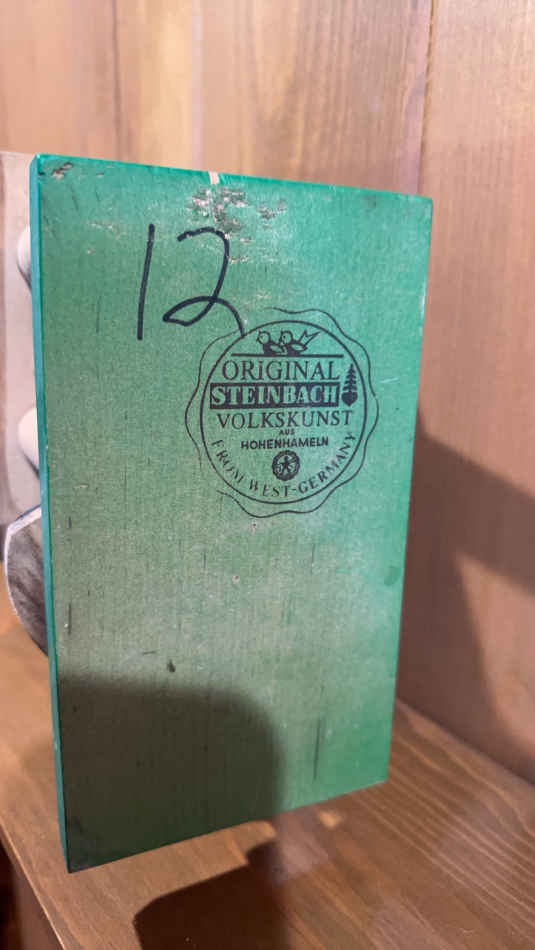 12
ORIGINAL
STEINBACH
VOLKSKUNST
AUS
HOHENHAMELN
FROM WEST-GERMANY